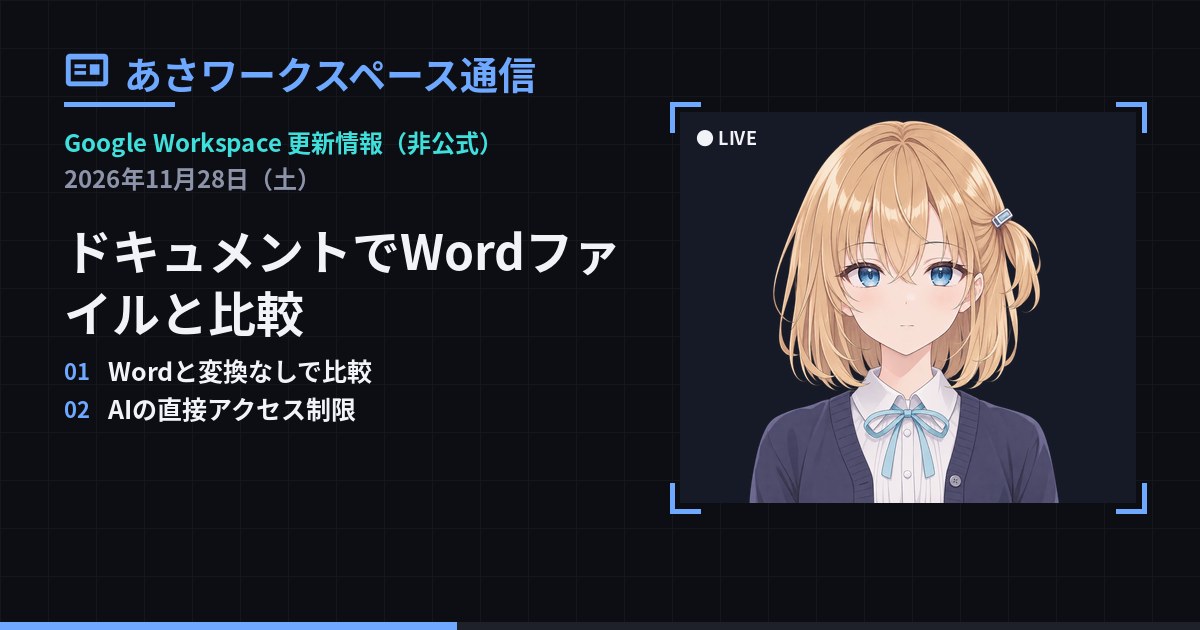 あさワークスペース通信
Google Workspace 更新情報（非公式）
2026年11月28日（土）
ドキュメントでWordファ
イルと比較
01 Wordと変換なしで比較
02 AIの直接アクセス制限
LIVE